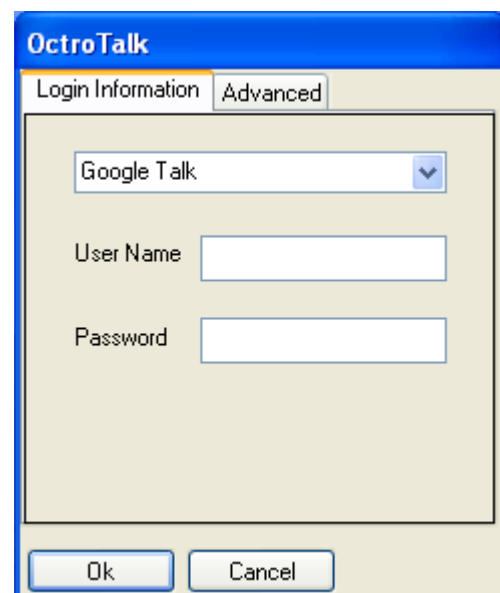 OctroTalk
Login Information Advanced
Google Talk
User Name
Password
Ok Cancel